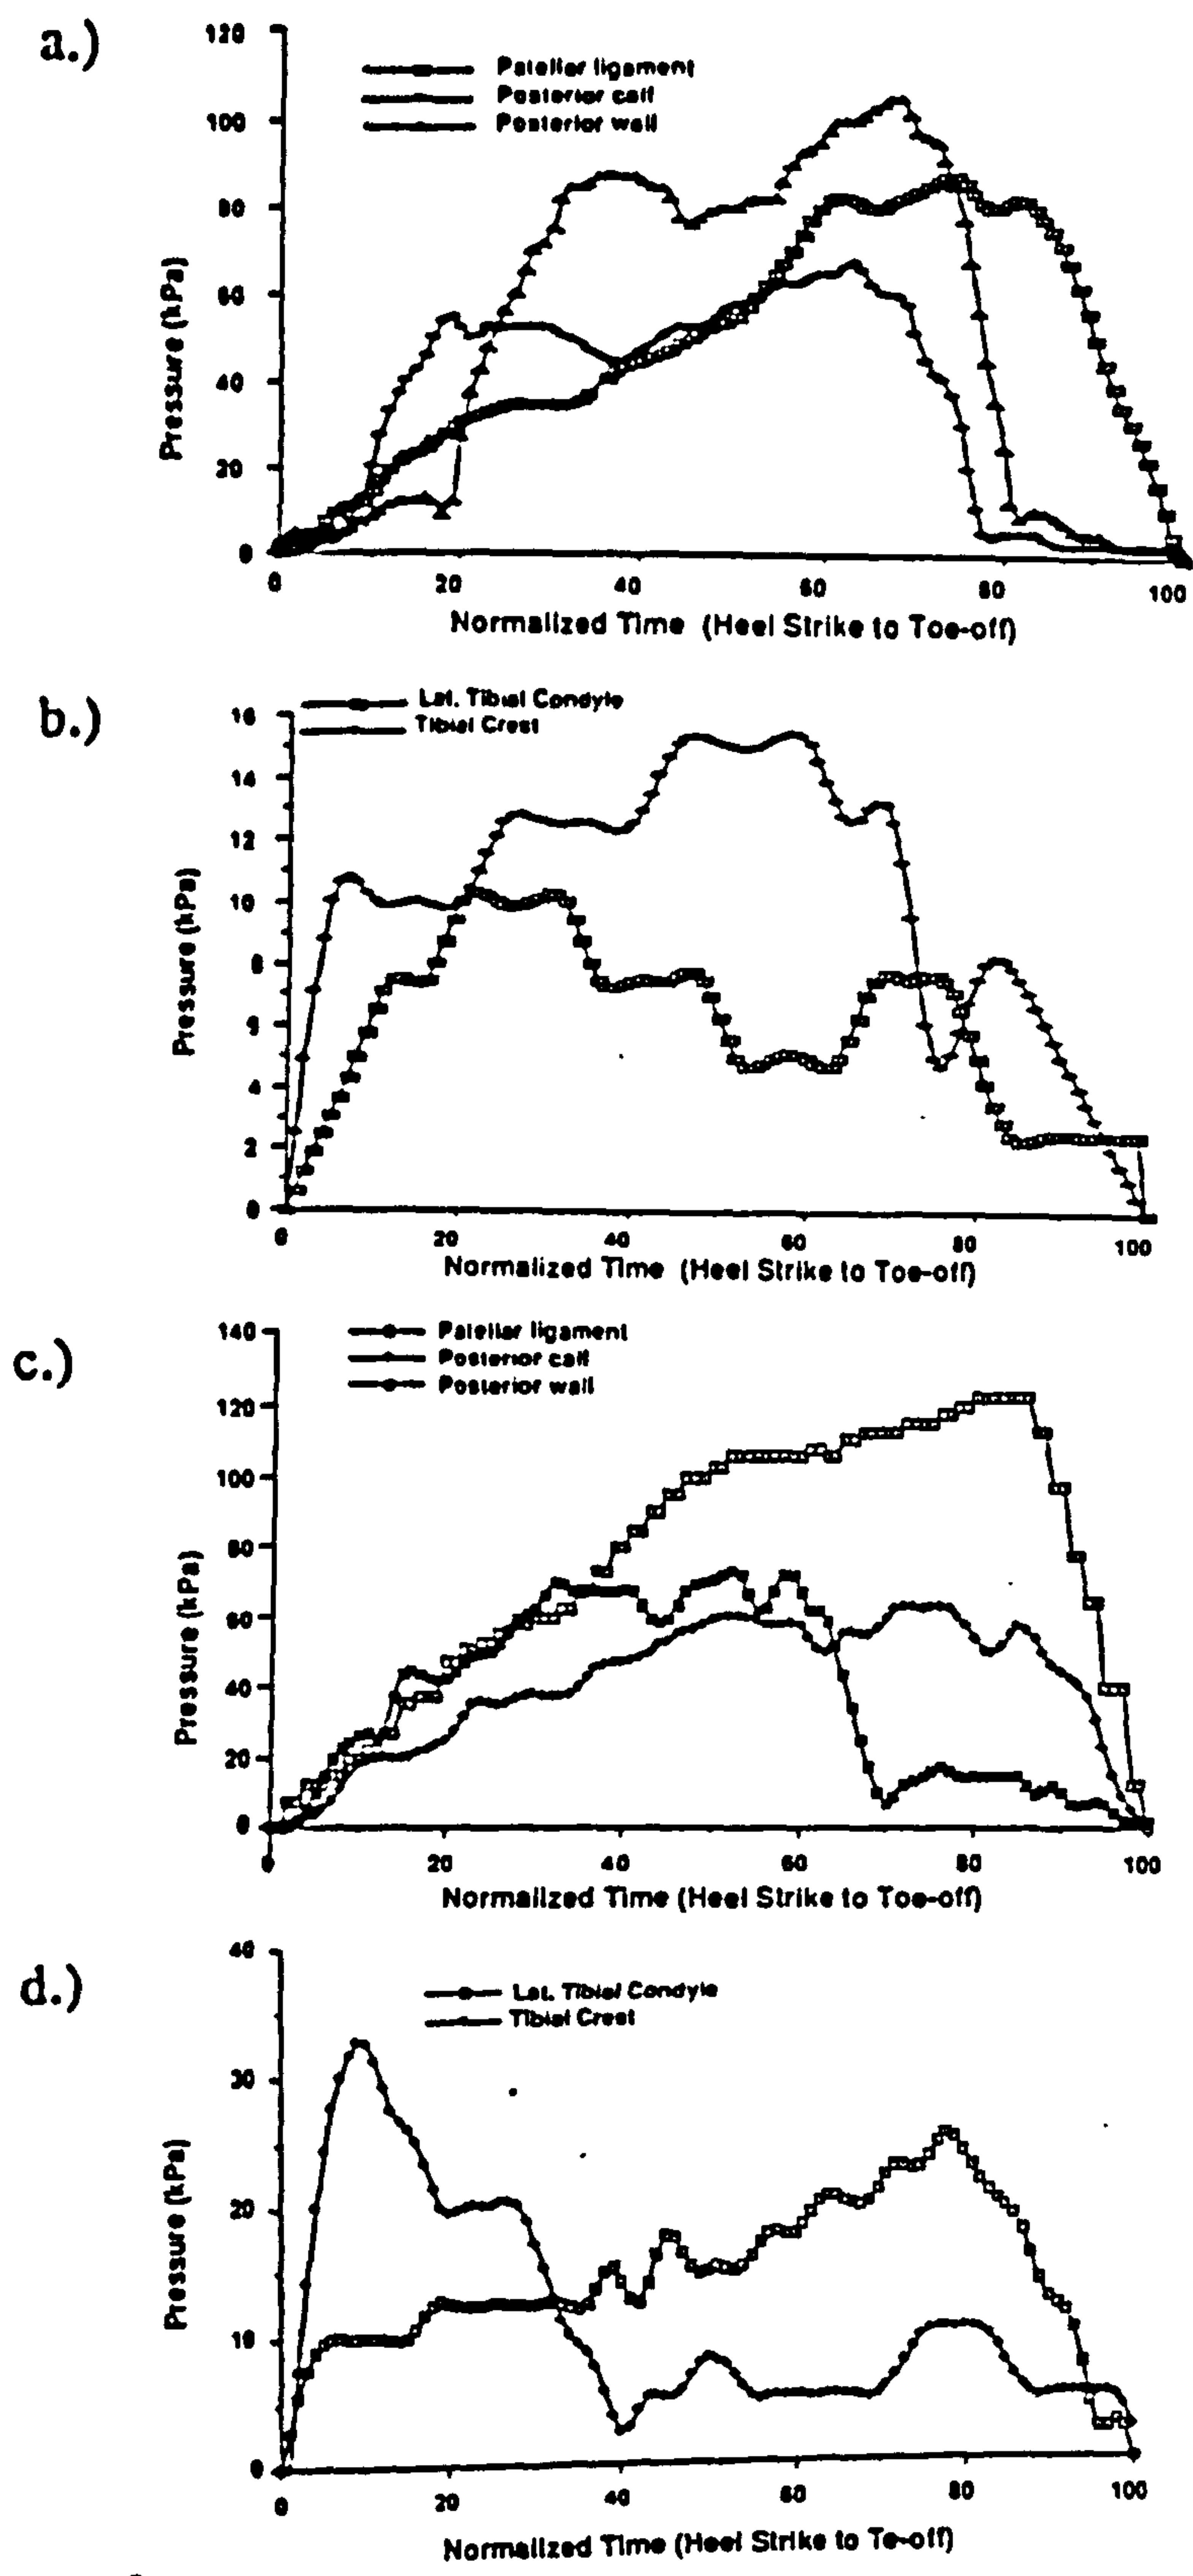 a.)
120
100
80
60
40
20
0
Pressure (kPa)
Patellar ligament
Posterior calf
Posterior wall
0 20 40 60 80 100
Normalized Time (Heel Strike to Toe-off)
b.)
16
14
12
10
8
6
4
2
0
Pressure (kPa)
Lat. Tibial Condyle
Tibial Crest
0 20 40 60 80 100
Normalized Time (Heel Strike to Toe-off)
c.)
140
120
100
80
60
40
20
0
Pressure (kPa)
Patellar ligament
Posterior calf
Posterior wall
0 20 40 60 80 100
Normalized Time (Heel Strike to Toe-off)
d.)
40
30
20
10
0
Pressure (kPa)
Lat. Tibial Condyle
Tibial Crest
0 20 40 60 80 100
Normalized Time (Heel Strike to Te-off)